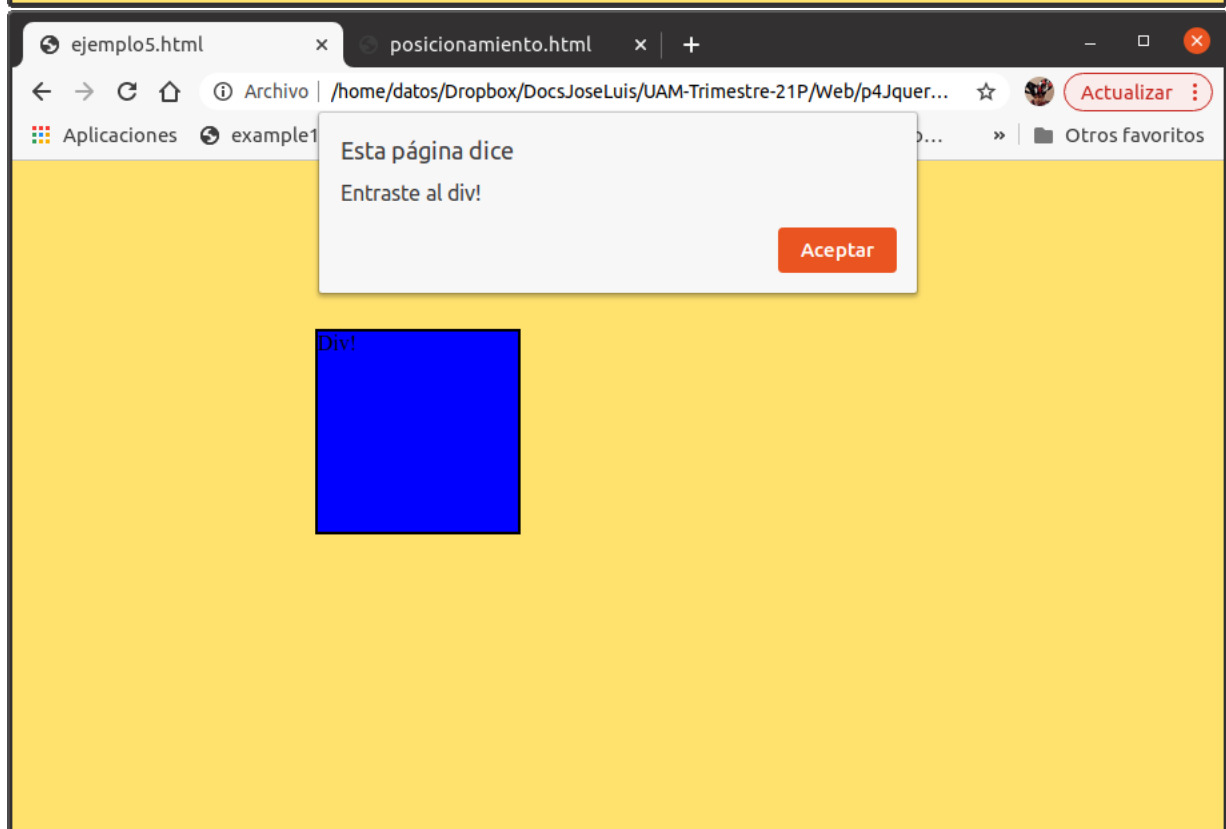 ejemplo5.html × posicionamiento.html × +
Archivo | /home/datos/Dropbox/DocsJoseLuis/UAM-Trimestre-21P/Web/p4Jquer... Actualizar
Aplicaciones example1 ... » Otros favoritos
Esta página dice
Entraste al div!
Aceptar
Div!